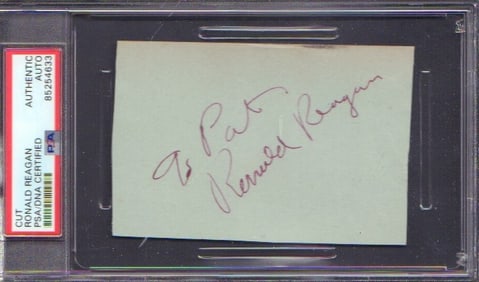 CUT
RONALD REAGAN
PSA/DNA CERTIFIED
AUTHENTIC
AUTO
85254633
PSA
To Pat
Ronald Reagan